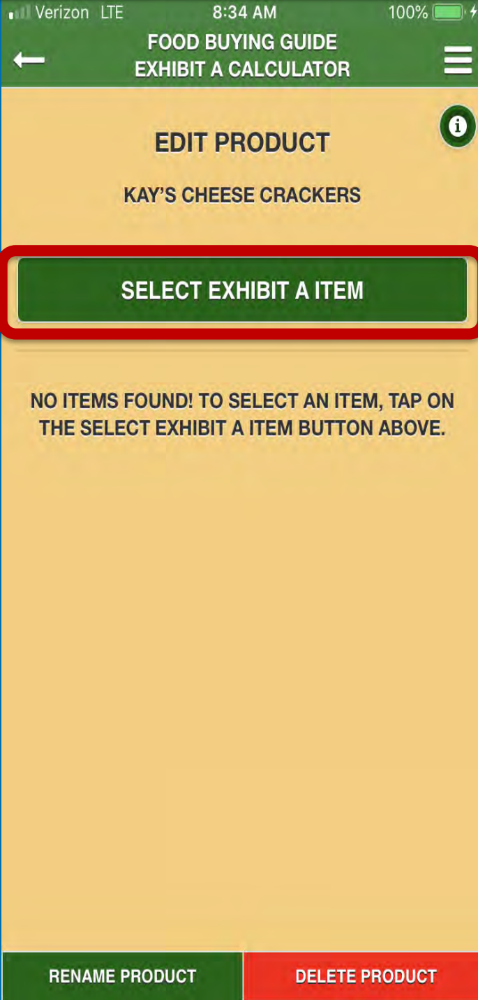 Verizon LTE 8:34 AM 100%
FOOD BUYING GUIDE
EXHIBIT A CALCULATOR
i
EDIT PRODUCT
KAY'S CHEESE CRACKERS
SELECT EXHIBIT A ITEM
NO ITEMS FOUND! TO SELECT AN ITEM, TAP ON
THE SELECT EXHIBIT A ITEM BUTTON ABOVE.
RENAME PRODUCT DELETE PRODUCT